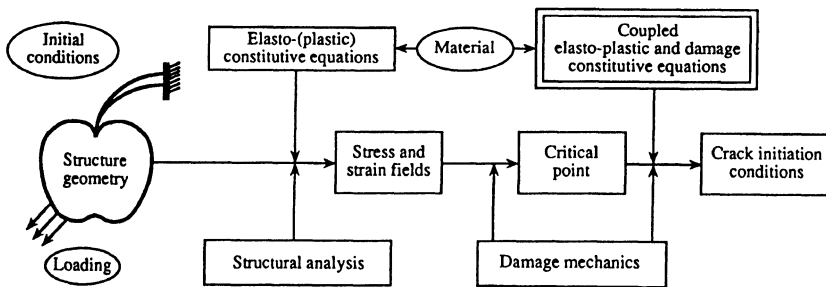 Initial
conditions
Elasto-(plastic)
constitutive equations
Material
Coupled
elasto-plastic and damage
constitutive equations
Structure
geometry
Stress and
strain fields
Critical
point
Crack initiation
conditions
Loading
Structural analysis
Damage mechanics